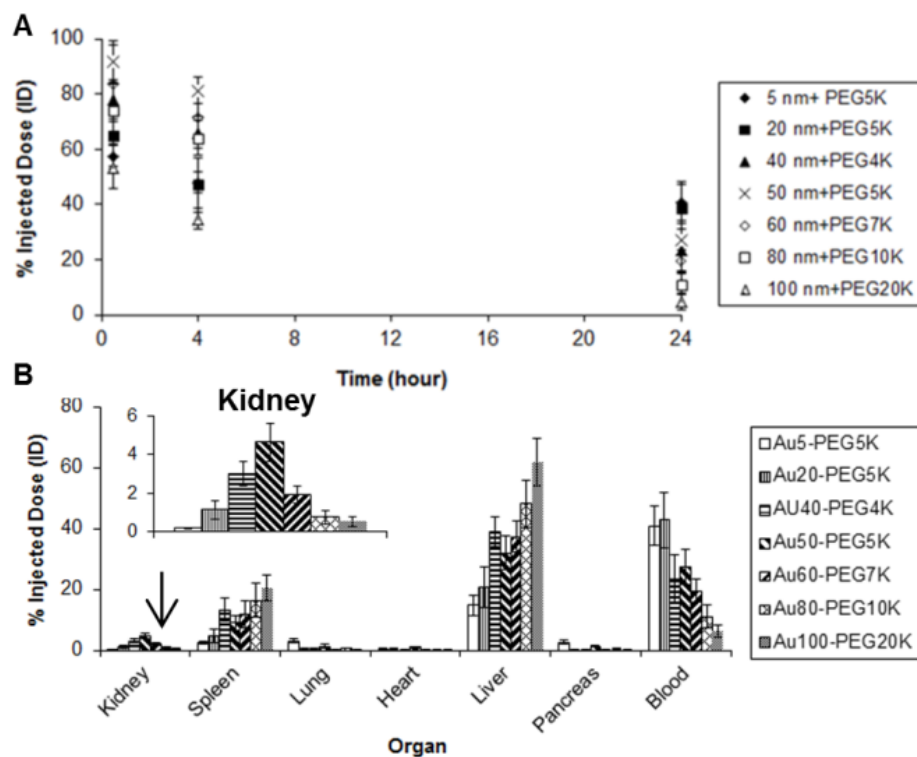 A
100
80
60
40
20
0
% Injected Dose (ID)
0
4
8
12
16
20
24
Time (hour)
5 nm+ PEG5K
20 nm+PEG5K
40 nm+PEG4K
50 nm+PEG5K
60 nm+PEG7K
80 nm+PEG10K
100 nm+PEG20K
B
80
60
40
20
0
% Injected Dose (ID)
Kidney
6
4
2
0
Kidney
Spleen
Lung
Heart
Liver
Pancreas
Blood
Organ
Au5-PEG5K
Au20-PEG5K
AU40-PEG4K
Au50-PEG5K
Au60-PEG7K
Au80-PEG10K
Au100-PEG20K